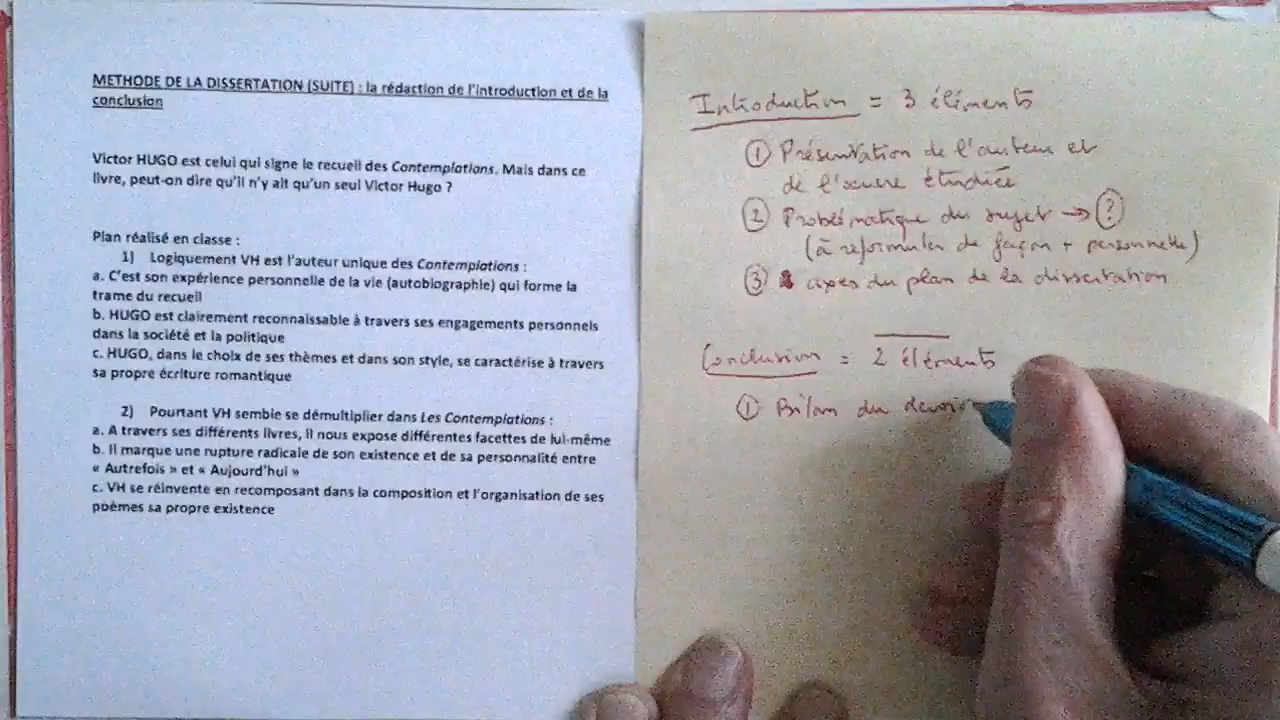 METHODE DE LA DISSERTATION (SUITE) : la rédaction de l'introduction et de la
conclusion
Victor HUGO est celui qui signe le recueil des Contemplations. Mais dans ce
livre, peut-on dire qu'il n'y ait qu'un seul Victor Hugo ?
Plan réalisé en classe :
1) Logiquement VH est l'auteur unique des Contemplations :
a. C'est son expérience personnelle de la vie (autobiographie) qui forme la
trame du recueil
b. HUGO est clairement reconnaissable à travers ses engagements personnels
dans la société et la politique
c. HUGO, dans le choix de ses thèmes et dans son style, se caractérise à travers
sa propre écriture romantique
2) Pourtant VH semble se démultiplier dans Les Contemplations :
a. A travers ses différents livres, il nous expose différentes facettes de lui-même
b. Il marque une rupture radicale de son existence et de sa personnalité entre
« Autrefois » et « Aujourd'hui »
c. VH se réinvente en recomposant dans la composition et l'organisation de ses
poèmes sa propre existence
Introduction = 3 éléments
① Présentation de l'auteur et
de l'œuvre étudiée
② Problématique du sujet → ?
(à reformuler de façon + personnelle)
③ axes du plan de la dissertation
Conclusion = 2 éléments
① Bilan du devoir